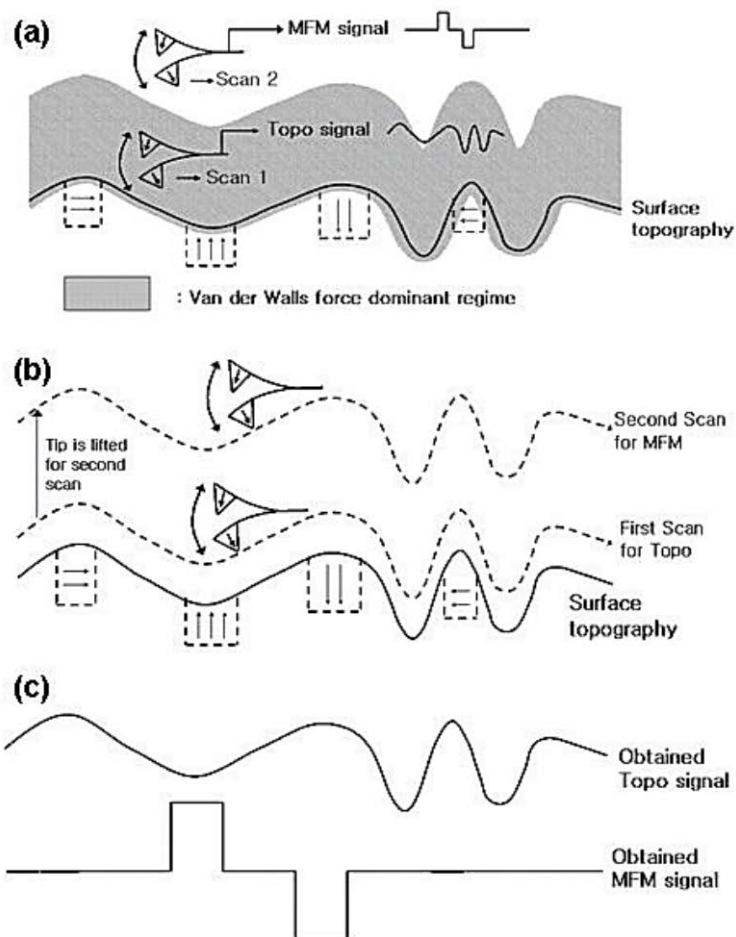 (a)
MFM signal
Scan 2
Topo signal
Scan 1
Surface
topography
: Van der Walls force dominant regime
(b)
Second Scan
for MFM
Tip is lifted
for second
scan
First Scan
for Topo
Surface
topography
(c)
Obtained
Topo signal
Obtained
MFM signal